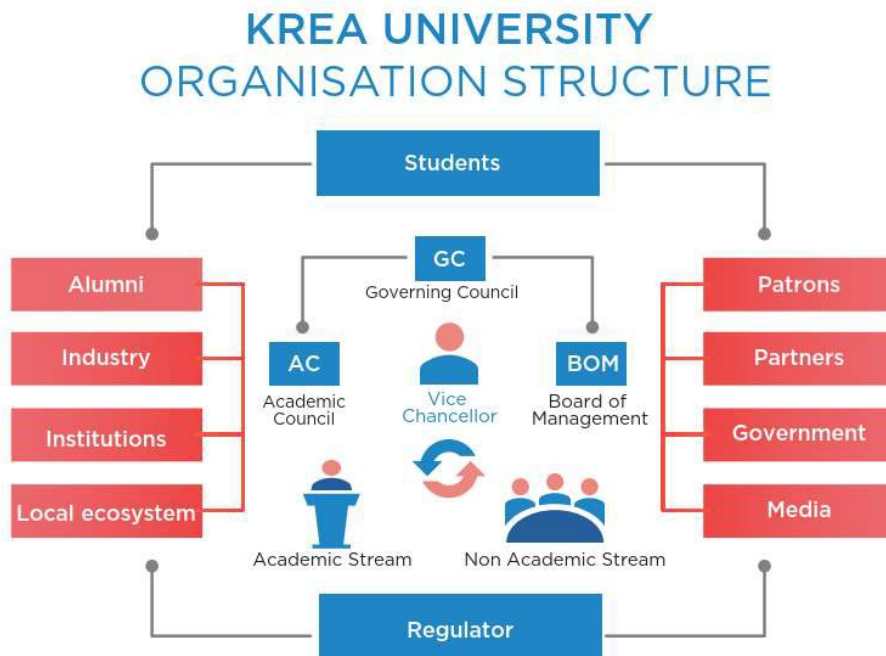 KREA UNIVERSITY
ORGANISATION STRUCTURE
Students
GC
Governing Council
Alumni
Industry
Institutions
Local ecosystem
AC
Academic
Council
Vice
Chancellor
BOM
Board of
Management
Patrons
Partners
Government
Media
Academic Stream
Non Academic Stream
Regulator